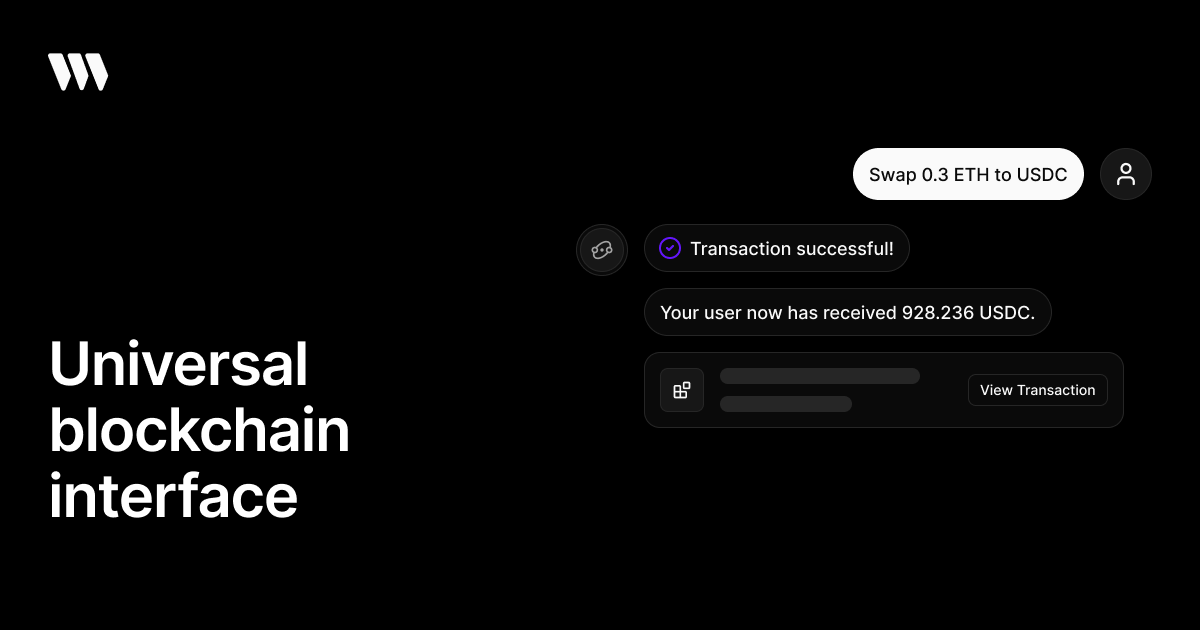 Swap 0.3 ETH to USDC
Transaction successful!
Your user now has received 928.236 USDC.
View Transaction
Universal
blockchain
interface